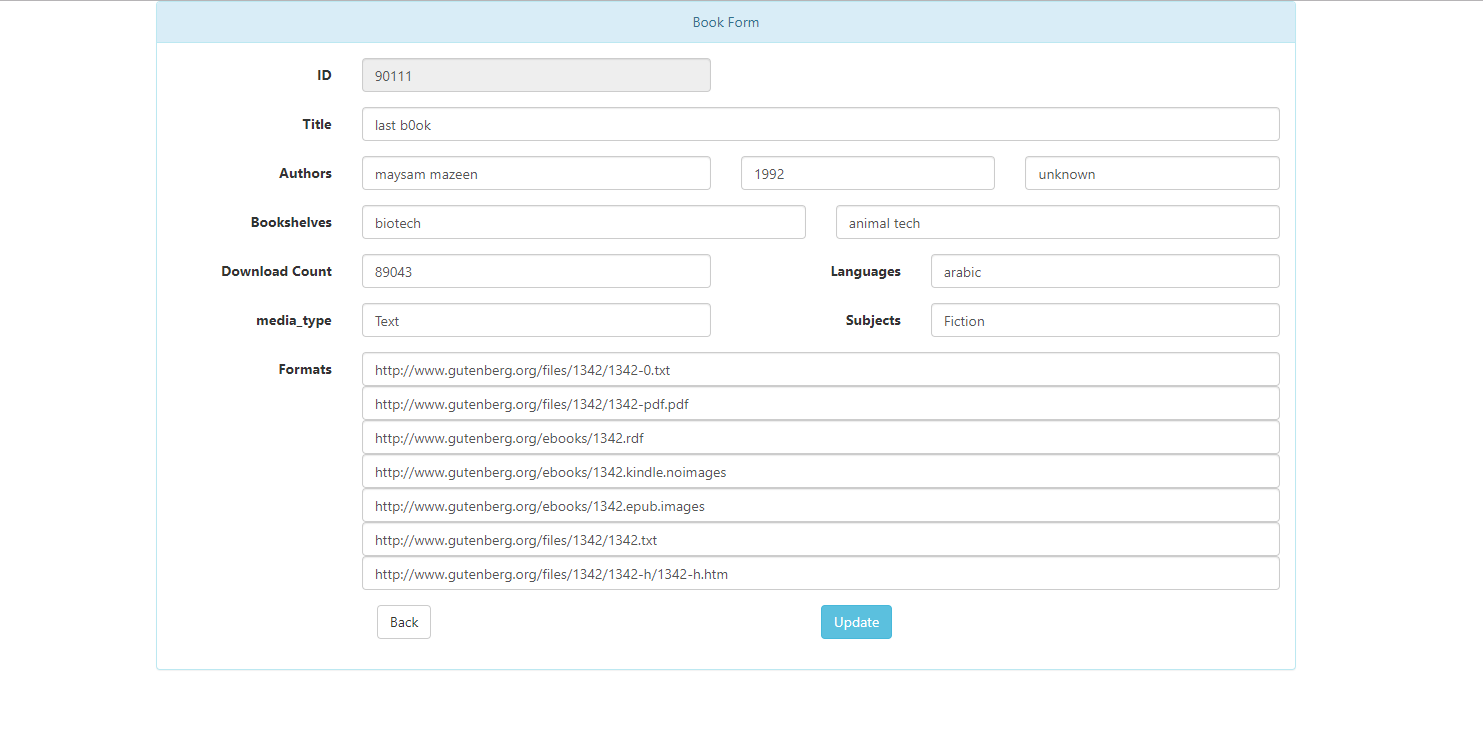 Book Form
ID 90111
Title last b0ok
Authors maysam mazeen 1992 unknown
Bookshelves biotech animal tech
Download Count 89043 Languages arabic
media_type Text Subjects Fiction
Formats http://www.gutenberg.org/files/1342/1342-0.txt
http://www.gutenberg.org/files/1342/1342-pdf.pdf
http://www.gutenberg.org/ebooks/1342.rdf
http://www.gutenberg.org/ebooks/1342.kindle.noimages
http://www.gutenberg.org/ebooks/1342.epub.images
http://www.gutenberg.org/files/1342/1342.txt
http://www.gutenberg.org/files/1342/1342-h/1342-h.htm
Back Update